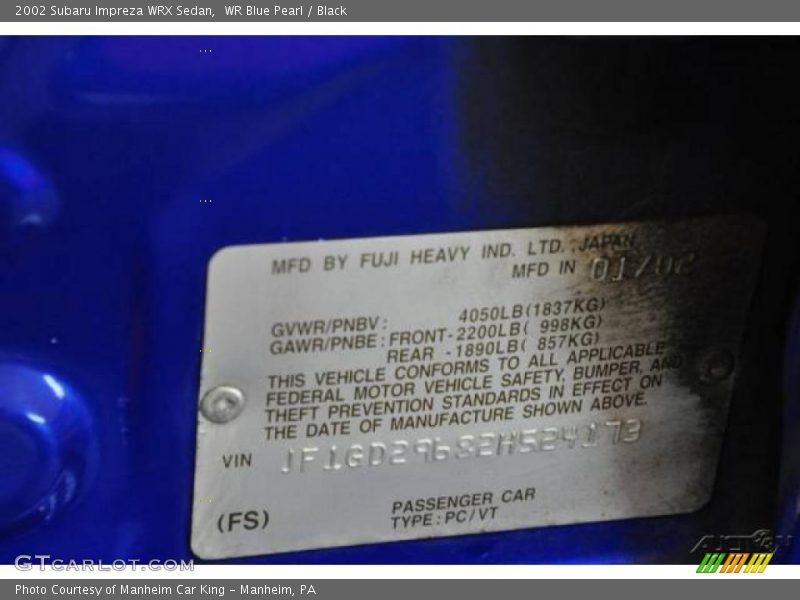 2002 Subaru Impreza WRX Sedan,  WR Blue Pearl / Black
MFD BY FUJI HEAVY IND. LTD. JAPAN
MFD IN 01/02
GVWR/PNBV: 4050LB(1837KG)
GAWR/PNBE: FRONT-2200LB( 998KG)
REAR -1890LB( 857KG)
THIS VEHICLE CONFORMS TO ALL APPLICABLE
FEDERAL MOTOR VEHICLE SAFETY, BUMPER, AND
THEFT PREVENTION STANDARDS IN EFFECT ON
THE DATE OF MANUFACTURE SHOWN ABOVE.
VIN JF1GD29682H524173
(FS)
PASSENGER CAR
TYPE:PC/VT
GTCARLOT.COM
Photo Courtesy of Manheim Car King - Manheim, PA